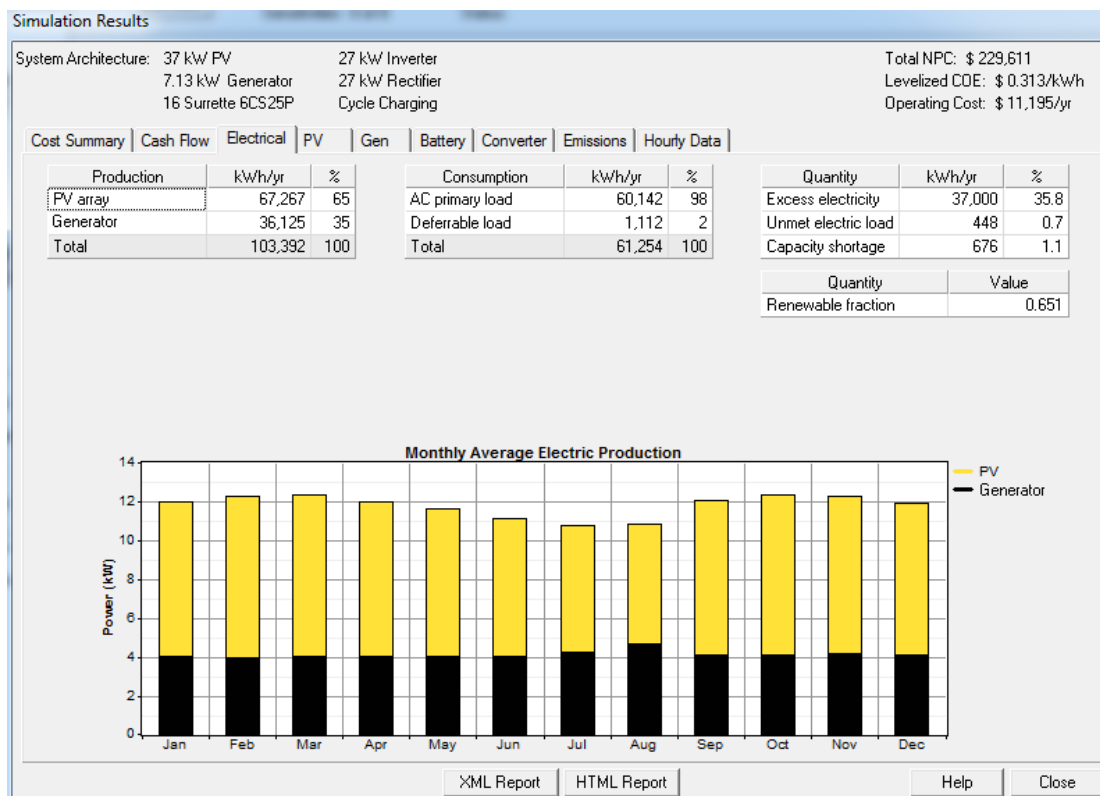 Simulation Results
System Architecture: 37 kW PV 27 kW Inverter Total NPC: $ 229,611
7.13 kW Generator 27 kW Rectifier Levelized COE: $ 0.313/kWh
16 Surrette 6CS25P Cycle Charging Operating Cost: $ 11,195/yr
Cost Summary Cash Flow Electrical PV Gen Battery Converter Emissions Hourly Data
Production kWh/yr %
PV array 67,267 65
Generator 36,125 35
Total 103,392 100
Consumption kWh/yr %
AC primary load 60,142 98
Deferrable load 1,112 2
Total 61,254 100
Quantity kWh/yr %
Excess electricity 37,000 35.8
Unmet electric load 448 0.7
Capacity shortage 676 1.1
Quantity Value
Renewable fraction 0.651
Monthly Average Electric Production
PV
Generator
Power (kW)
14
12
10
8
6
4
2
0
Jan Feb Mar Apr May Jun Jul Aug Sep Oct Nov Dec
XML Report HTML Report Help Close